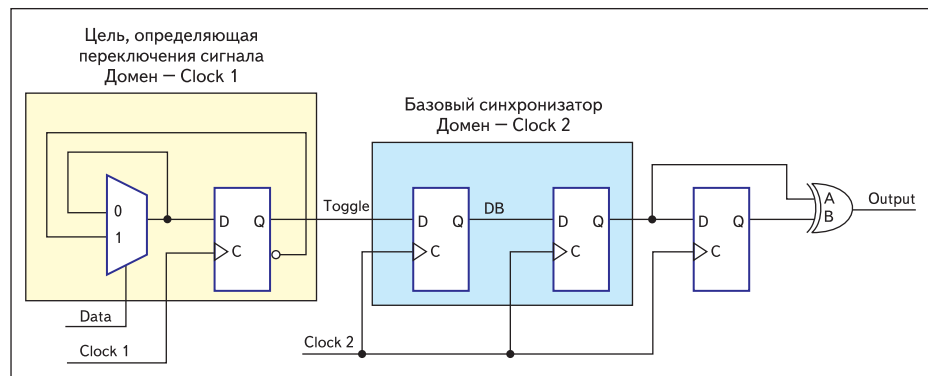 Цель, определяющая
переключения сигнала
Домен — Clock 1
Базовый синхронизатор
Домен — Clock 2
0
1
D Q
C
Toggle
D Q
C
DB
D Q
C
D Q
C
A
B
Output
Data
Clock 1
Clock 2